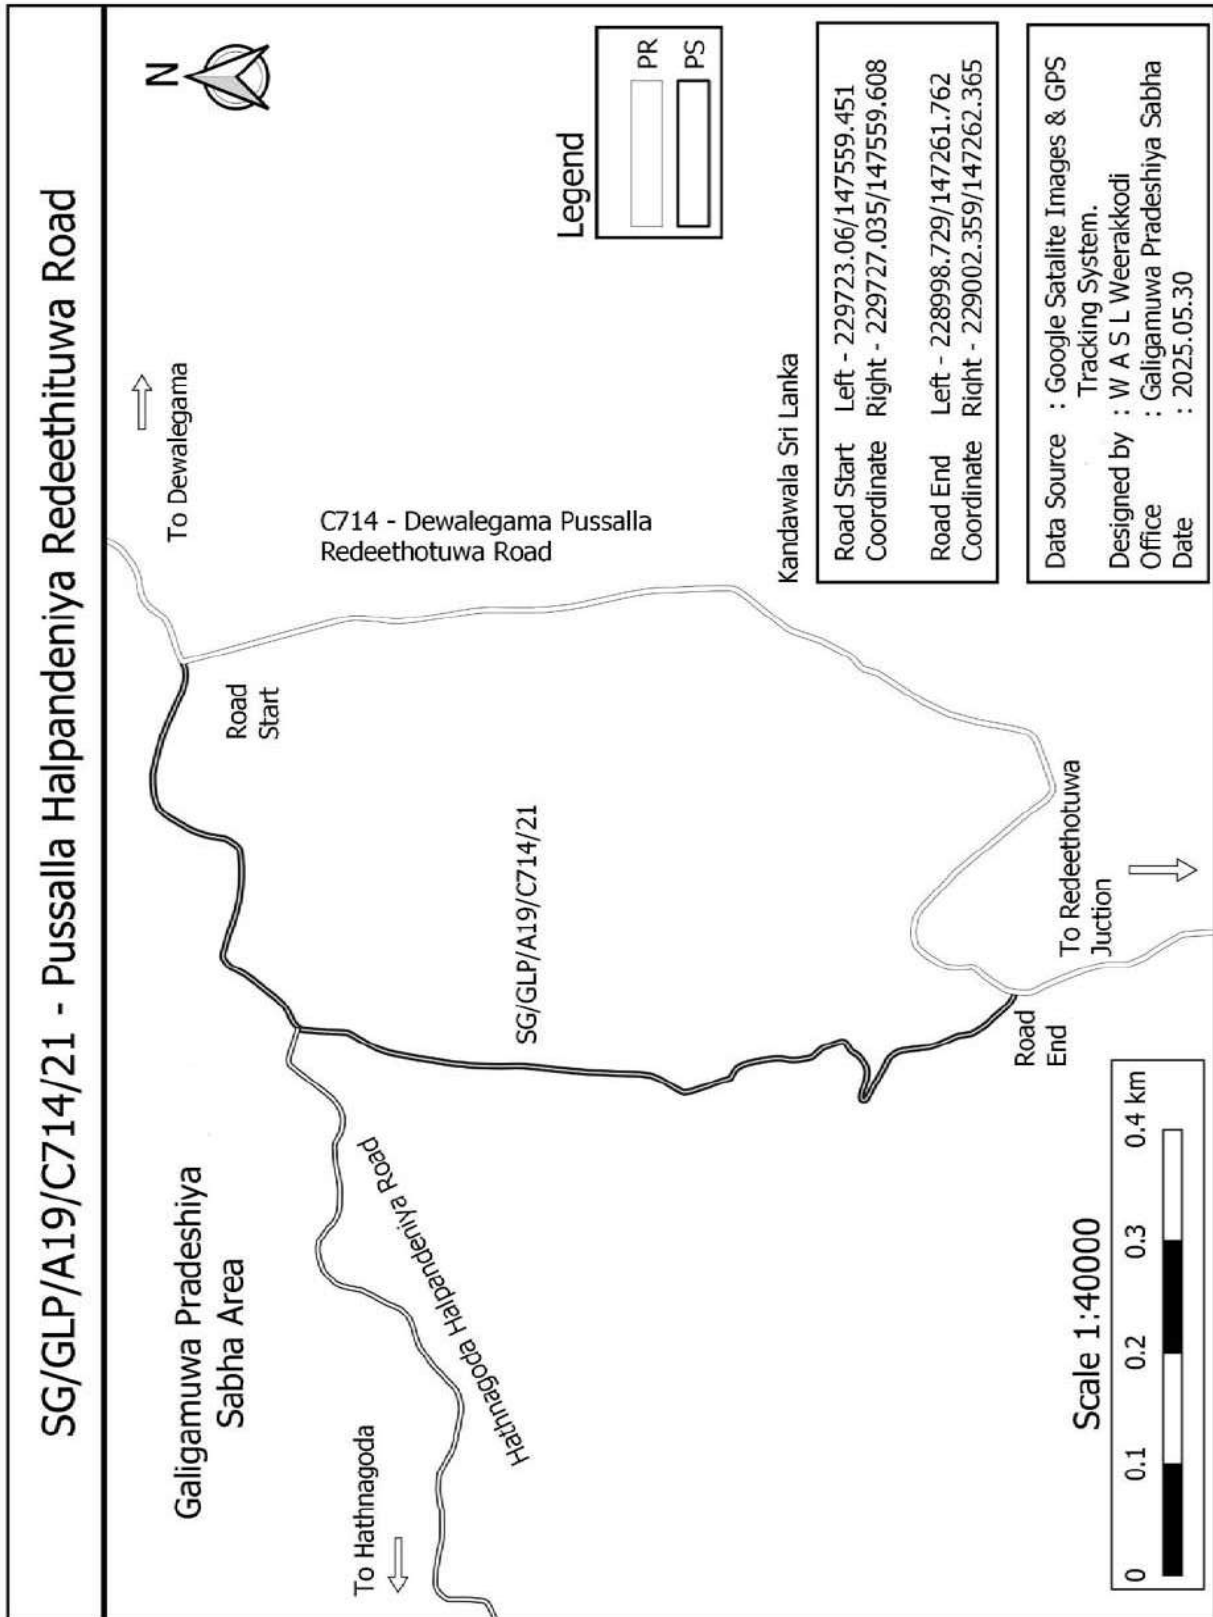 SG/GLP/A19/C714/21 - Pussalla Halpandeniya Redeethituwa Road
N
To Dewalegama
Galigamuwa Pradeshiya
Sabha Area
Road
Start
C714 - Dewalegama Pussalla
Redeethotuwa Road
To Hathnagoda
Hathnagoda Halpandeniya Road
SG/GLP/A19/C714/21
Legend
PR
PS
Kandawala Sri Lanka
Road Start Left - 229723.06/147559.451
Coordinate Right - 229727.035/147559.608
Road End Left - 228998.729/147261.762
Coordinate Right - 229002.359/147262.365
Road
End
To Redeethotuwa
Juction
Scale 1:40000
0 0.1 0.2 0.3 0.4 km
Data Source : Google Satalite Images & GPS
Tracking System.
Designed by : W A S L Weerakkodi
Office : Galigamuwa Pradeshiya Sabha
Date : 2025.05.30